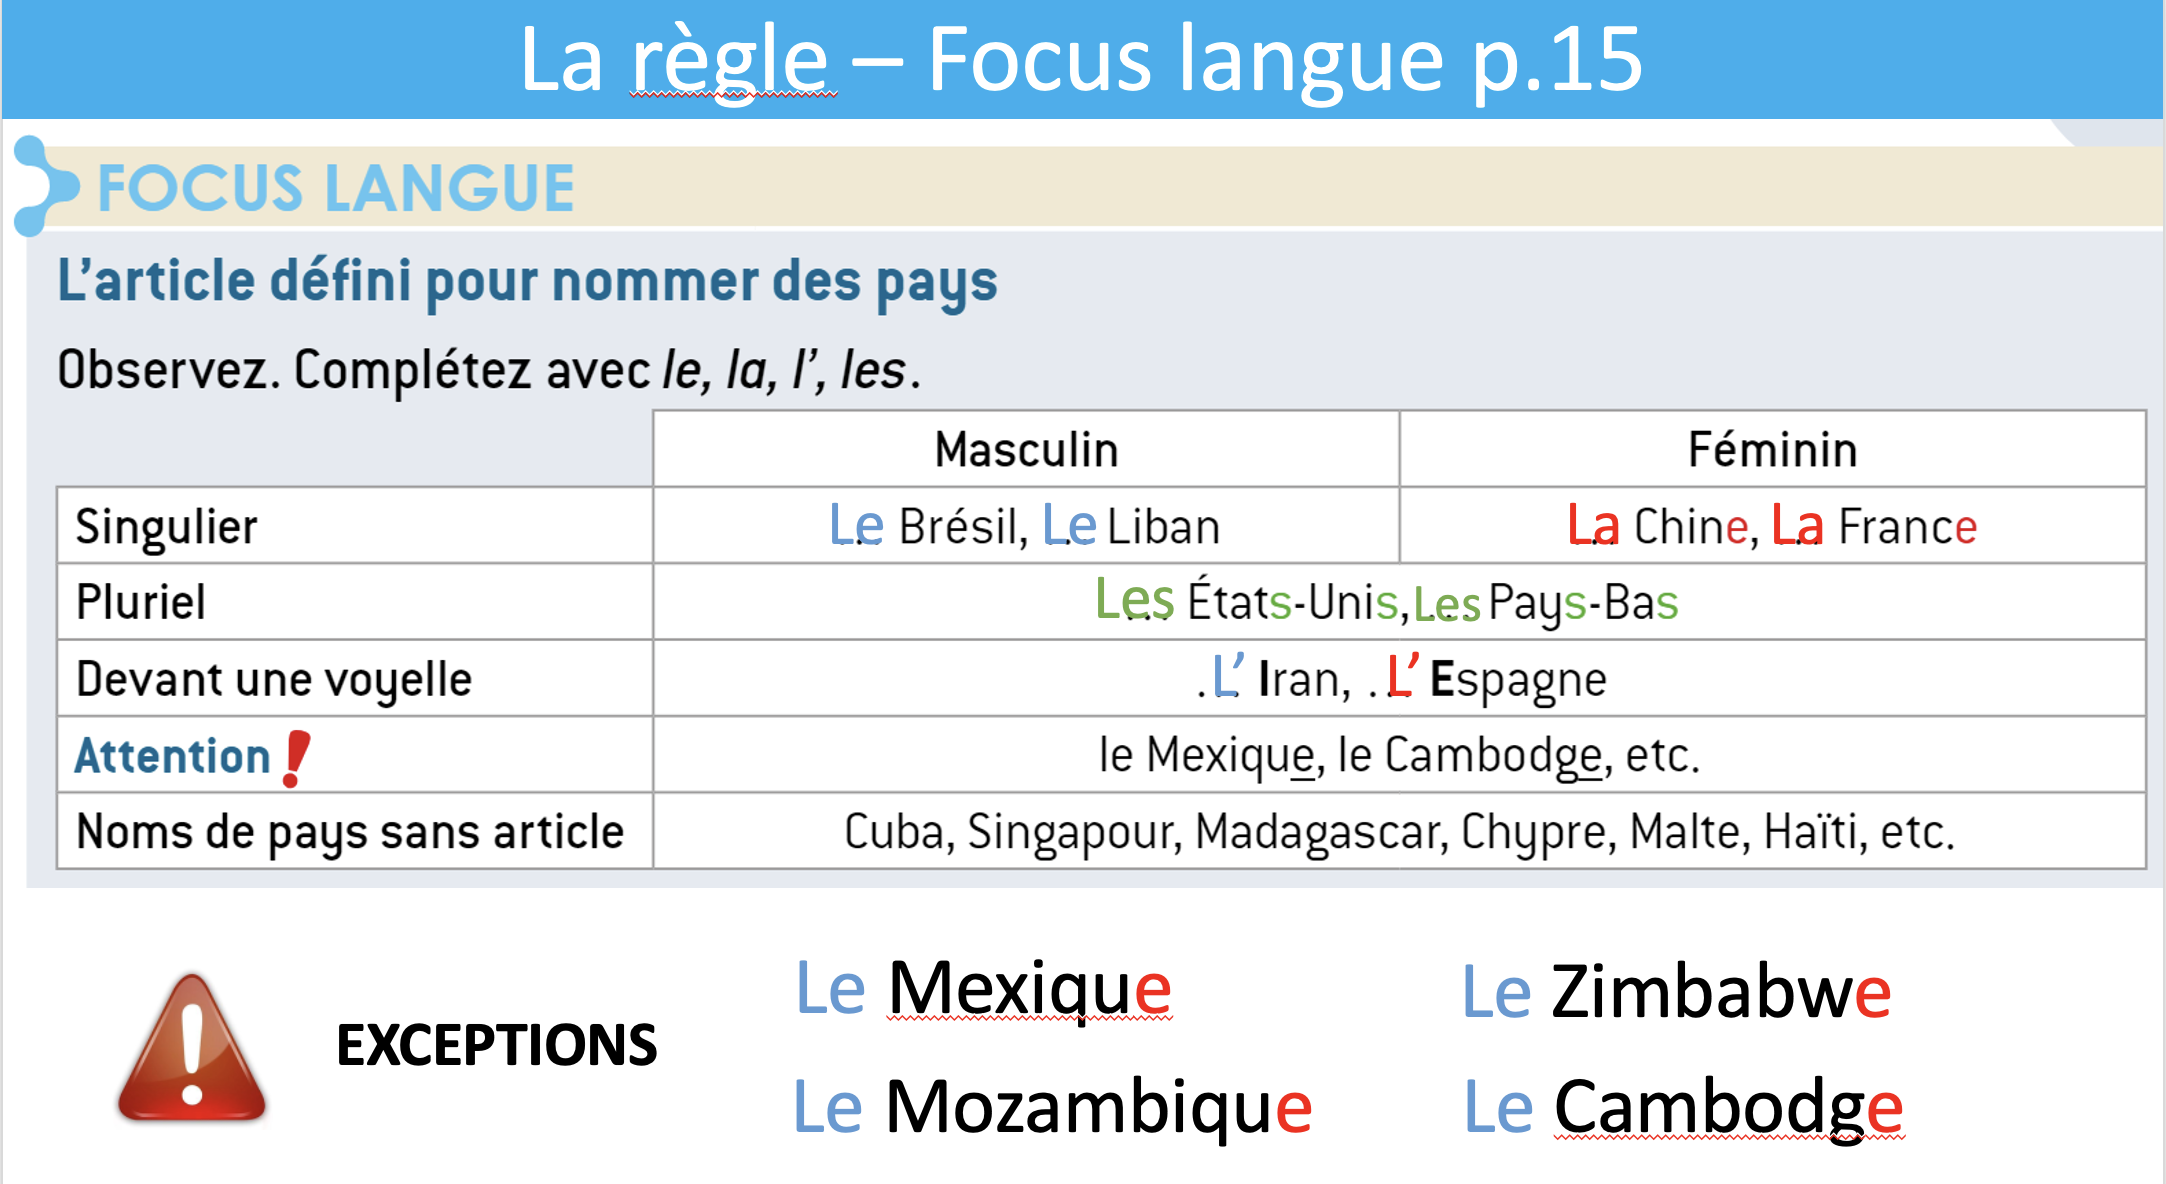 La règle – Focus langue p.15
FOCUS LANGUE
L’article défini pour nommer des pays
Observez. Complétez avec le, la, l’, les.
Masculin Féminin
Singulier Le Brésil, Le Liban La Chine, La France
Pluriel Les États-Unis, Les Pays-Bas
Devant une voyelle L’ Iran, L’ Espagne
Attention ! le Mexique, le Cambodge, etc.
Noms de pays sans article Cuba, Singapour, Madagascar, Chypre, Malte, Haïti, etc.
Le Mexique Le Zimbabwe
EXCEPTIONS
Le Mozambique Le Cambodge